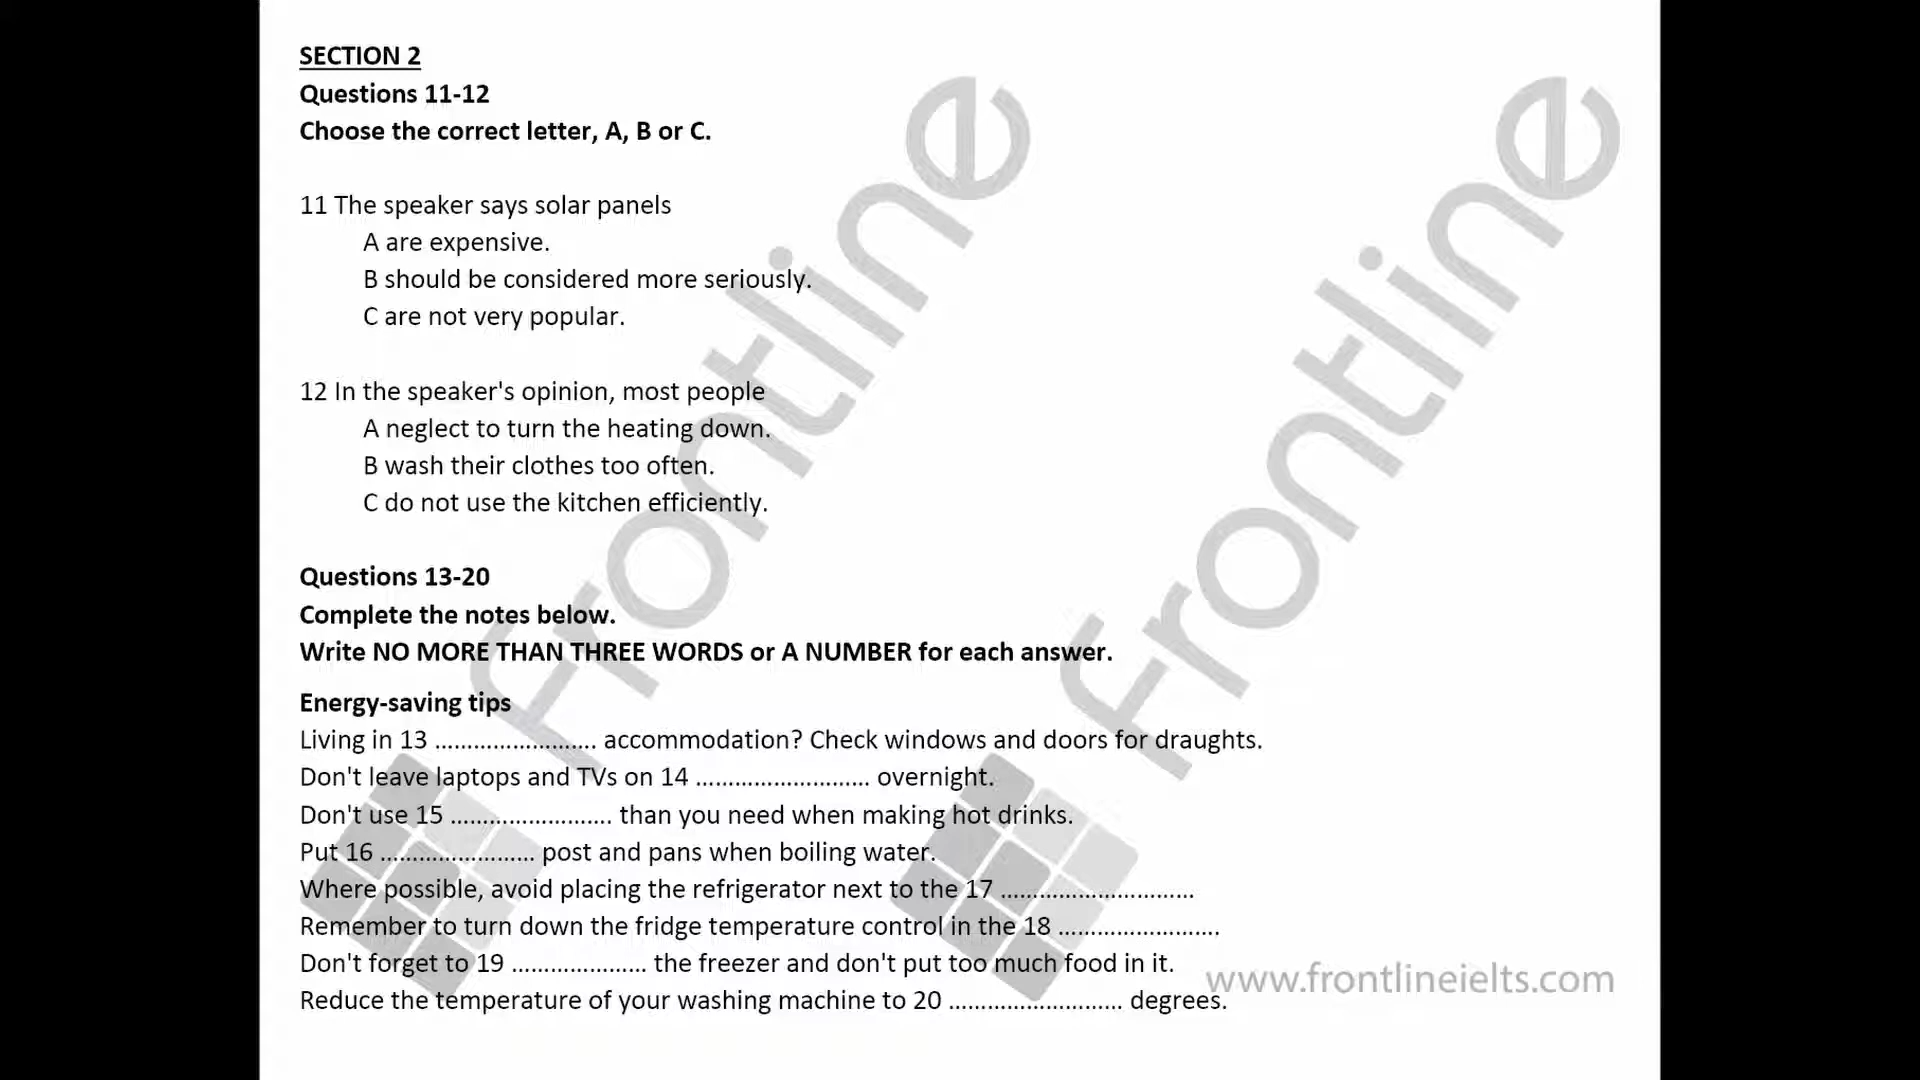 SECTION 2
Questions 11-12
Choose the correct letter, A, B or C.
11 The speaker says solar panels
A are expensive.
B should be considered more seriously.
C are not very popular.
12 In the speaker's opinion, most people
A neglect to turn the heating down.
B wash their clothes too often.
C do not use the kitchen efficiently.
Questions 13-20
Complete the notes below.
Write NO MORE THAN THREE WORDS or A NUMBER for each answer.
Energy-saving tips
Living in 13 ......................... accommodation? Check windows and doors for draughts.
Don't leave laptops and TVs on 14 ........................... overnight.
Don't use 15 ......................... than you need when making hot drinks.
Put 16 ........................ post and pans when boiling water.
Where possible, avoid placing the refrigerator next to the 17 ..............................
Remember to turn down the fridge temperature control in the 18 .........................
Don't forget to 19 ..................... the freezer and don't put too much food in it.
Reduce the temperature of your washing machine to 20 ........................... degrees.
frontline
frontline
www.frontlineielts.com